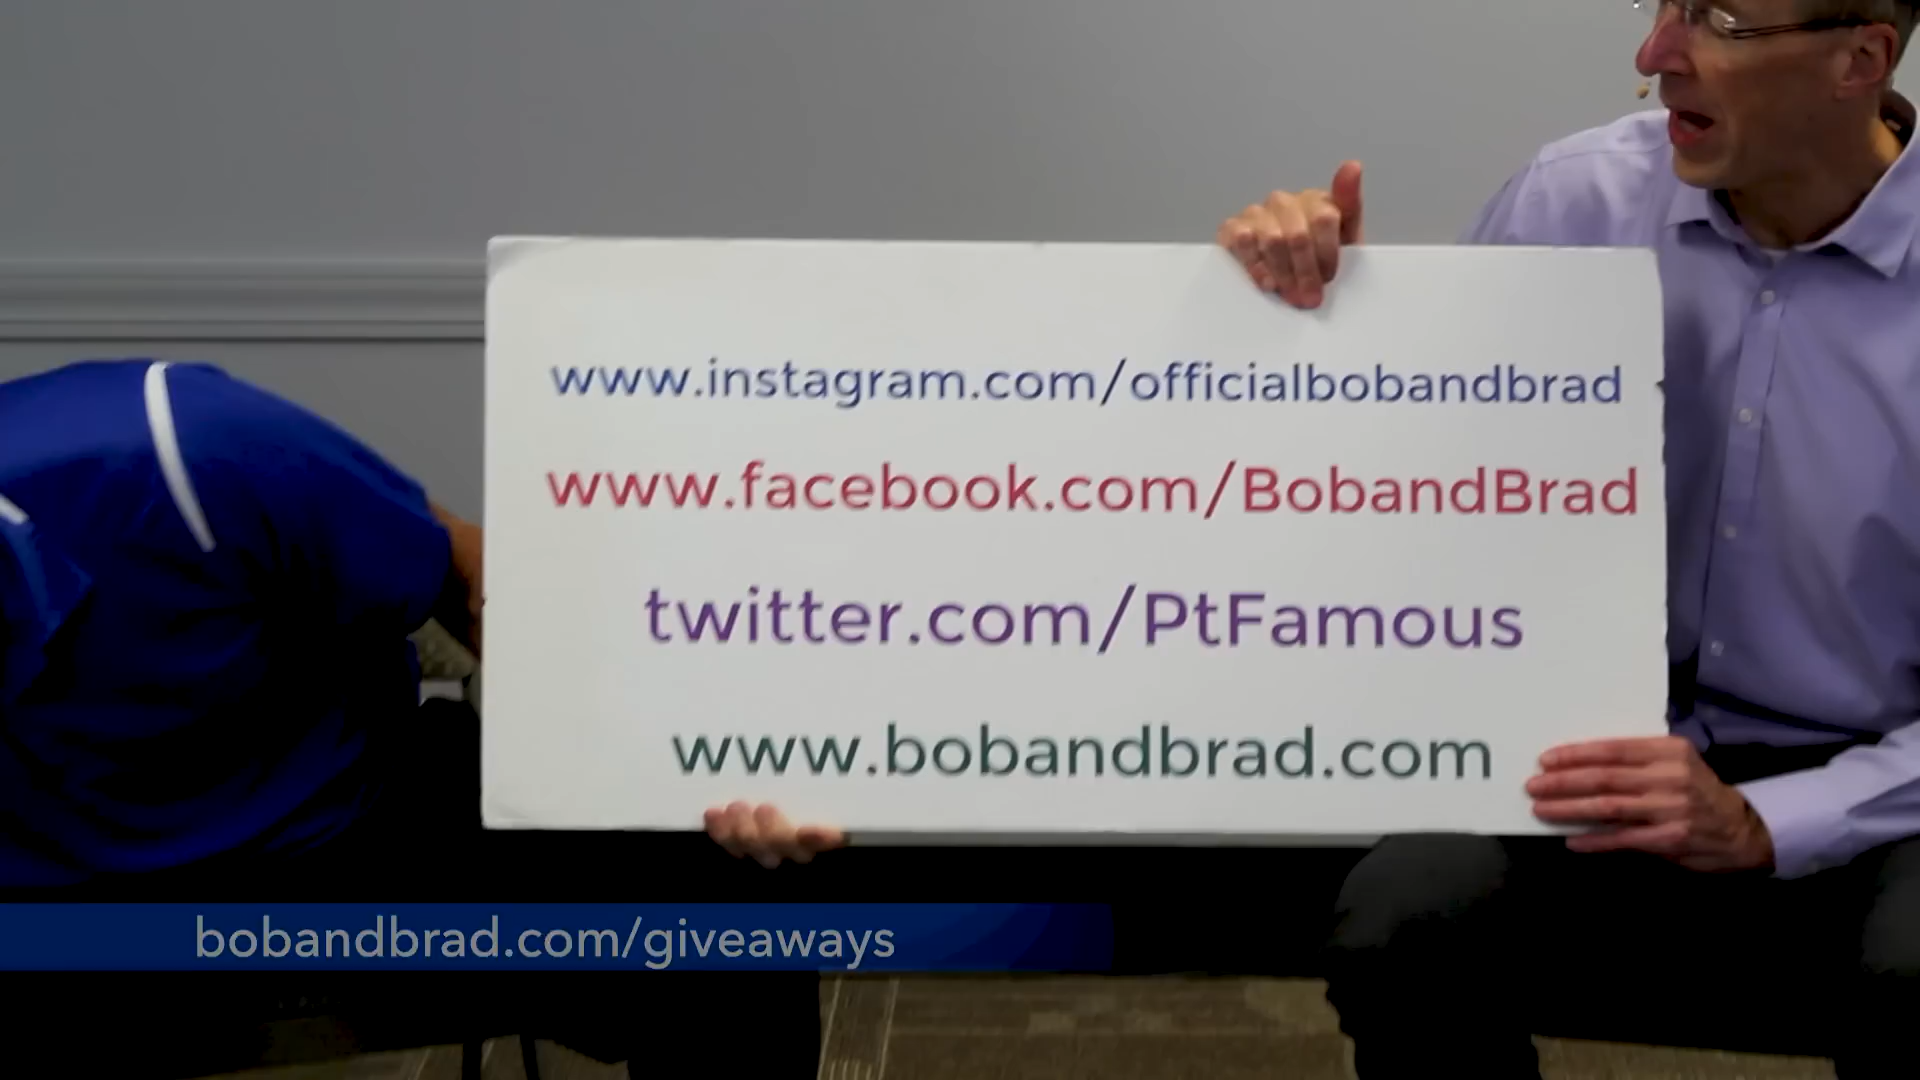 www.instagram.com/officialbobandbrad
www.facebook.com/BobandBrad
twitter.com/PtFamous
www.bobandbrad.com
bobandbrad.com/giveaways